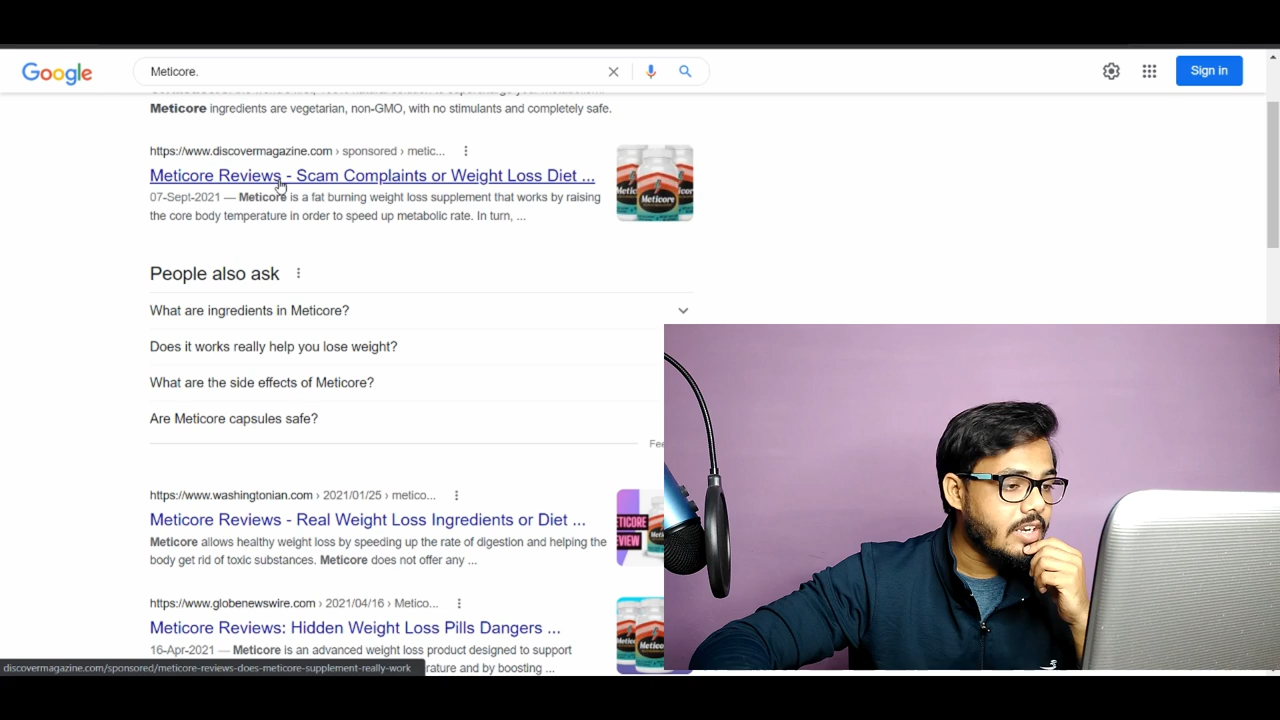 Google
Meticore.
Sign in
Meticore ingredients are vegetarian, non-GMO, with no stimulants and completely safe.
https://www.discovermagazine.com › sponsored › metic...
Meticore Reviews - Scam Complaints or Weight Loss Diet ...
07-Sept-2021 — Meticore is a fat burning weight loss supplement that works by raising
the core body temperature in order to speed up metabolic rate. In turn, ...
Meticore
People also ask
What are ingredients in Meticore?
Does it works really help you lose weight?
What are the side effects of Meticore?
Are Meticore capsules safe?
https://www.washingtonian.com › 2021/01/25 › metico...
Meticore Reviews - Real Weight Loss Ingredients or Diet ...
Meticore allows healthy weight loss by speeding up the rate of digestion and helping the
body get rid of toxic substances. Meticore does not offer any ...
https://www.globenewswire.com › 2021/04/16 › Metico...
Meticore Reviews: Hidden Weight Loss Pills Dangers ...
16-Apr-2021 — Meticore is an advanced weight loss product designed to support
rature and by boosting ...
discovermagazine.com/sponsored/meticore-reviews-does-meticore-supplement-really-work